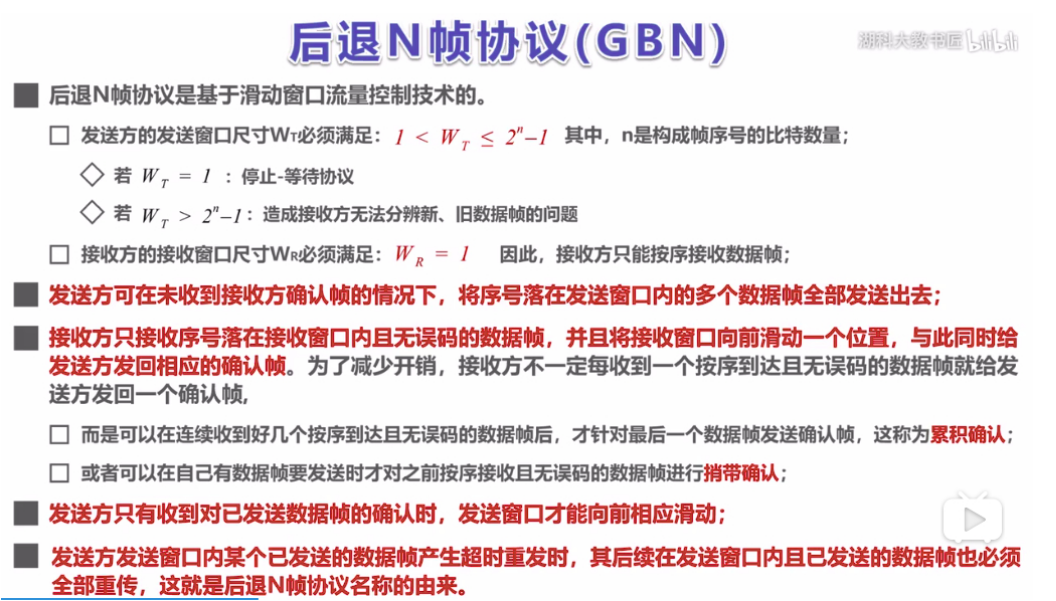 后退N帧协议(GBN)
湖科大教书匠 bilibili
后退N帧协议是基于滑动窗口流量控制技术的。
发送方的发送窗口尺寸WT必须满足： 1 < W_T ≤ 2^n–1 其中，n是构成帧序号的比特数量；
若 W_T = 1 ：停止-等待协议
若 W_T > 2^n–1：造成接收方无法分辨新、旧数据帧的问题
接收方的接收窗口尺寸WR必须满足： W_R = 1 因此，接收方只能按序接收数据帧；
发送方可在未收到接收方确认帧的情况下，将序号落在发送窗口内的多个数据帧全部发送出去；
接收方只接收序号落在接收窗口内且无误码的数据帧，并且将接收窗口向前滑动一个位置，与此同时给
发送方发回相应的确认帧。为了减少开销，接收方不一定每收到一个按序到达且无误码的数据帧就给发
送方发回一个确认帧,
而是可以在连续收到好几个按序到达且无误码的数据帧后，才针对最后一个数据帧发送确认帧，这称为累积确认；
或者可以在自己有数据帧要发送时才对之前按序接收且无误码的数据帧进行捎带确认；
发送方只有收到对已发送数据帧的确认时，发送窗口才能向前相应滑动；
发送方发送窗口内某个已发送的数据帧产生超时重发时，其后续在发送窗口内且已发送的数据帧也必须
全部重传，这就是后退N帧协议名称的由来。